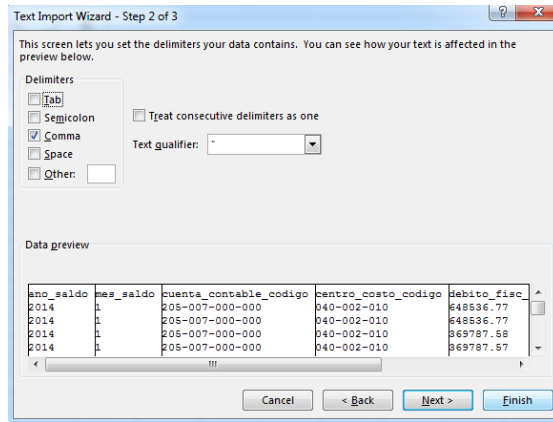 Text Import Wizard - Step 2 of 3
This screen lets you set the delimiters your data contains. You can see how your text is affected in the
preview below.
Delimiters
Tab
Semicolon
Comma
Space
Other:
Treat consecutive delimiters as one
Text qualifier: "
Data preview
ano_saldo mes_saldo cuenta_contable_codigo centro_costo_codigo debito_fisc_
2014 1 205-007-000-000 040-002-010 648536.77
2014 1 205-007-000-000 040-002-010 648536.77
2014 1 205-007-000-000 040-002-010 369787.58
2014 1 205-007-000-000 040-002-010 369787.57
Cancel < Back Next > Finish